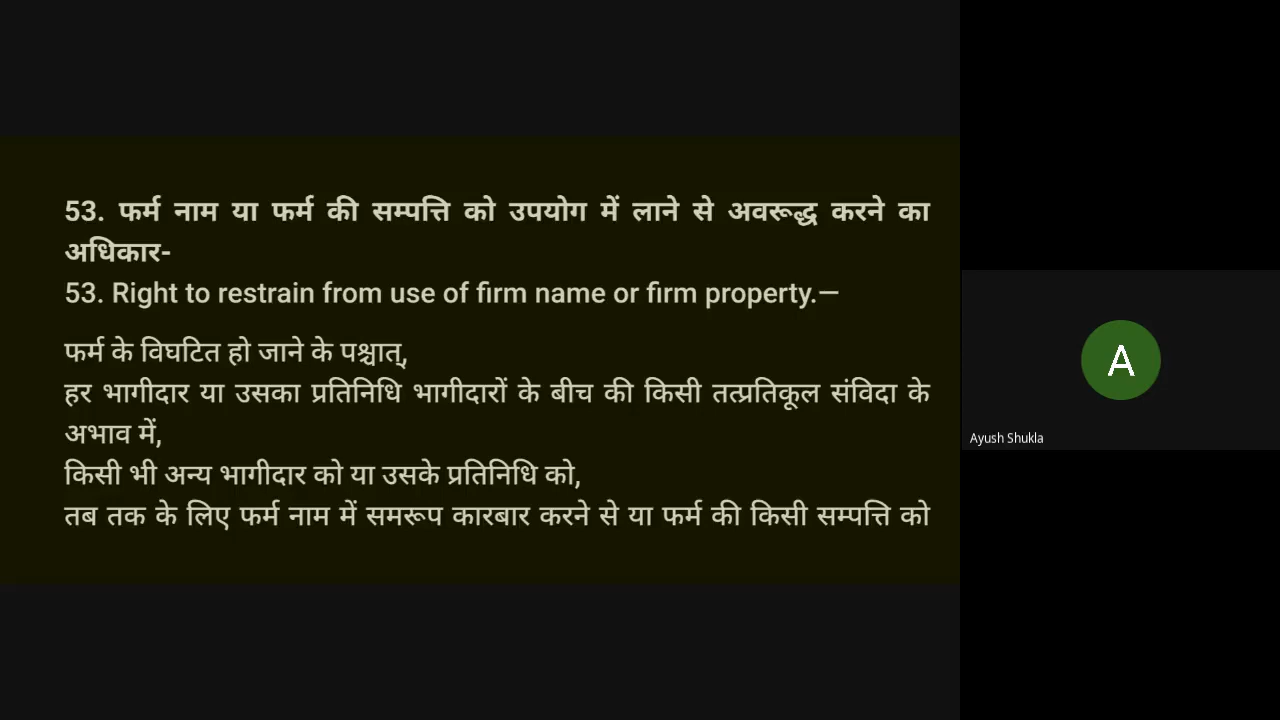 53. फर्म नाम या फर्म की सम्पत्ति को उपयोग में लाने से अवरूद्ध करने का
अधिकार-
53. Right to restrain from use of firm name or firm property.—
फर्म के विघटित हो जाने के पश्चात्,
हर भागीदार या उसका प्रतिनिधि भागीदारों के बीच की किसी तत्प्रतिकूल संविदा के
अभाव में,
किसी भी अन्य भागीदार को या उसके प्रतिनिधि को,
तब तक के लिए फर्म नाम में समरूप कारबार करने से या फर्म की किसी सम्पत्ति को
A
Ayush Shukla